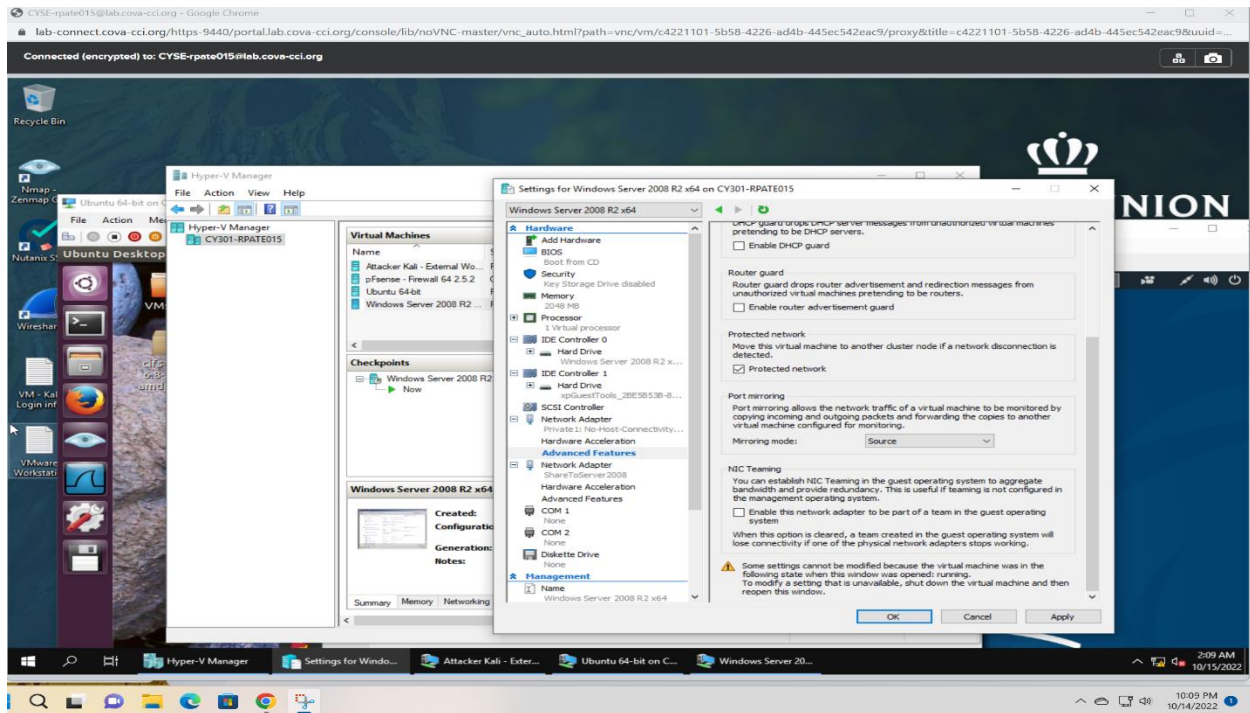 CYSE-rpate015@lab.cova-cci.org - Google Chrome
lab-connect.cova-cci.org/https-9440/portal.lab.cova-cci.org/console/lib/noVNC-master/vnc_auto.html?path=vnc/vm/c4221101-5b58-4226-ad4b-445ec542eac9/proxy&title=c4221101-5b58-4226-ad4b-445ec542eac9&uuid=...
Connected (encrypted) to: CYSE-rpate015@lab.cova-cci.org
Recycle Bin
Nmap -
Zenmap G
Nutanix S
Wireshar
VM - Kal
Login inf
VMware
Workstati
Ubuntu 64-bit on C
File Action Me
Ubuntu Desktop
VM
NION
Hyper-V Manager
File Action View Help
Hyper-V Manager
CY301-RPATE015
Virtual Machines
Name
Attacker Kali - External Wo...
pFsense - Firewall 64 2.5.2
Ubuntu 64-bit
Windows Server 2008 R2 ...
Checkpoints
Windows Server 2008 R2
Now
Windows Server 2008 R2 x64
Created:
Configuratio
Generation:
Notes:
Summary Memory Networking
Settings for Windows Server 2008 R2 x64 on CY301-RPATE015
Windows Server 2008 R2 x64
Hardware
Add Hardware
BIOS
Boot from CD
Security
Key Storage Drive disabled
Memory
2048 MB
Processor
1 Virtual processor
IDE Controller 0
Hard Drive
Windows Server 2008 R2 x...
IDE Controller 1
Hard Drive
xpGuestTools_2BE5B53B-8...
SCSI Controller
Network Adapter
Private1: No-Host-Connectivity...
Hardware Acceleration
Advanced Features
Network Adapter
ShareToServer2008
Hardware Acceleration
Advanced Features
COM 1
None
COM 2
None
Diskette Drive
None
Management
Name
Windows Server 2008 R2 x64
DHCP guard drops DHCP server messages from unauthorized virtual machines
pretending to be DHCP servers.
Enable DHCP guard
Router guard
Router guard drops router advertisement and redirection messages from
unauthorized virtual machines pretending to be routers.
Enable router advertisement guard
Protected network
Move this virtual machine to another cluster node if a network disconnection is
detected.
Protected network
Port mirroring
Port mirroring allows the network traffic of a virtual machine to be monitored by
copying incoming and outgoing packets and forwarding the copies to another
virtual machine configured for monitoring.
Mirroring mode: Source
NIC Teaming
You can establish NIC Teaming in the guest operating system to aggregate
bandwidth and provide redundancy. This is useful if teaming is not configured in
the management operating system.
Enable this network adapter to be part of a team in the guest operating
system
When this option is cleared, a team created in the guest operating system will
lose connectivity if one of the physical network adapters stops working.
Some settings cannot be modified because the virtual machine was in the
following state when this window was opened: running.
To modify a setting that is unavailable, shut down the virtual machine and then
reopen this window.
OK Cancel Apply
Hyper-V Manager Settings for Windo... Attacker Kali - Exter... Ubuntu 64-bit on C... Windows Server 20...
2:09 AM
10/15/2022
10:09 PM
10/14/2022
1